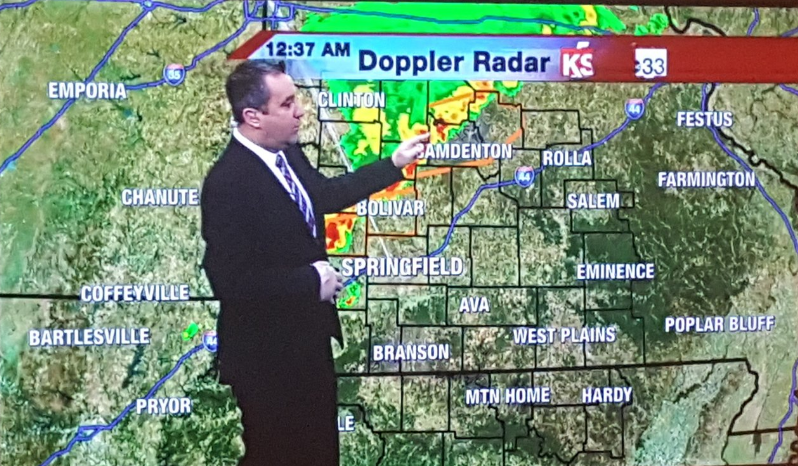 12:37 AM
Doppler Radar KS 33
EMPORIA
35
CLINTON
44
FESTUS
CAMDENTON
ROLLA
44
FARMINGTON
CHANUTE
BOLIVAR
SALEM
SPRINGFIELD
EMINENCE
COFFEYVILLE
AVA
BARTLESVILLE
WEST PLAINS
POPLAR BLUFF
BRANSON
PRYOR
MTN HOME
HARDY
LE